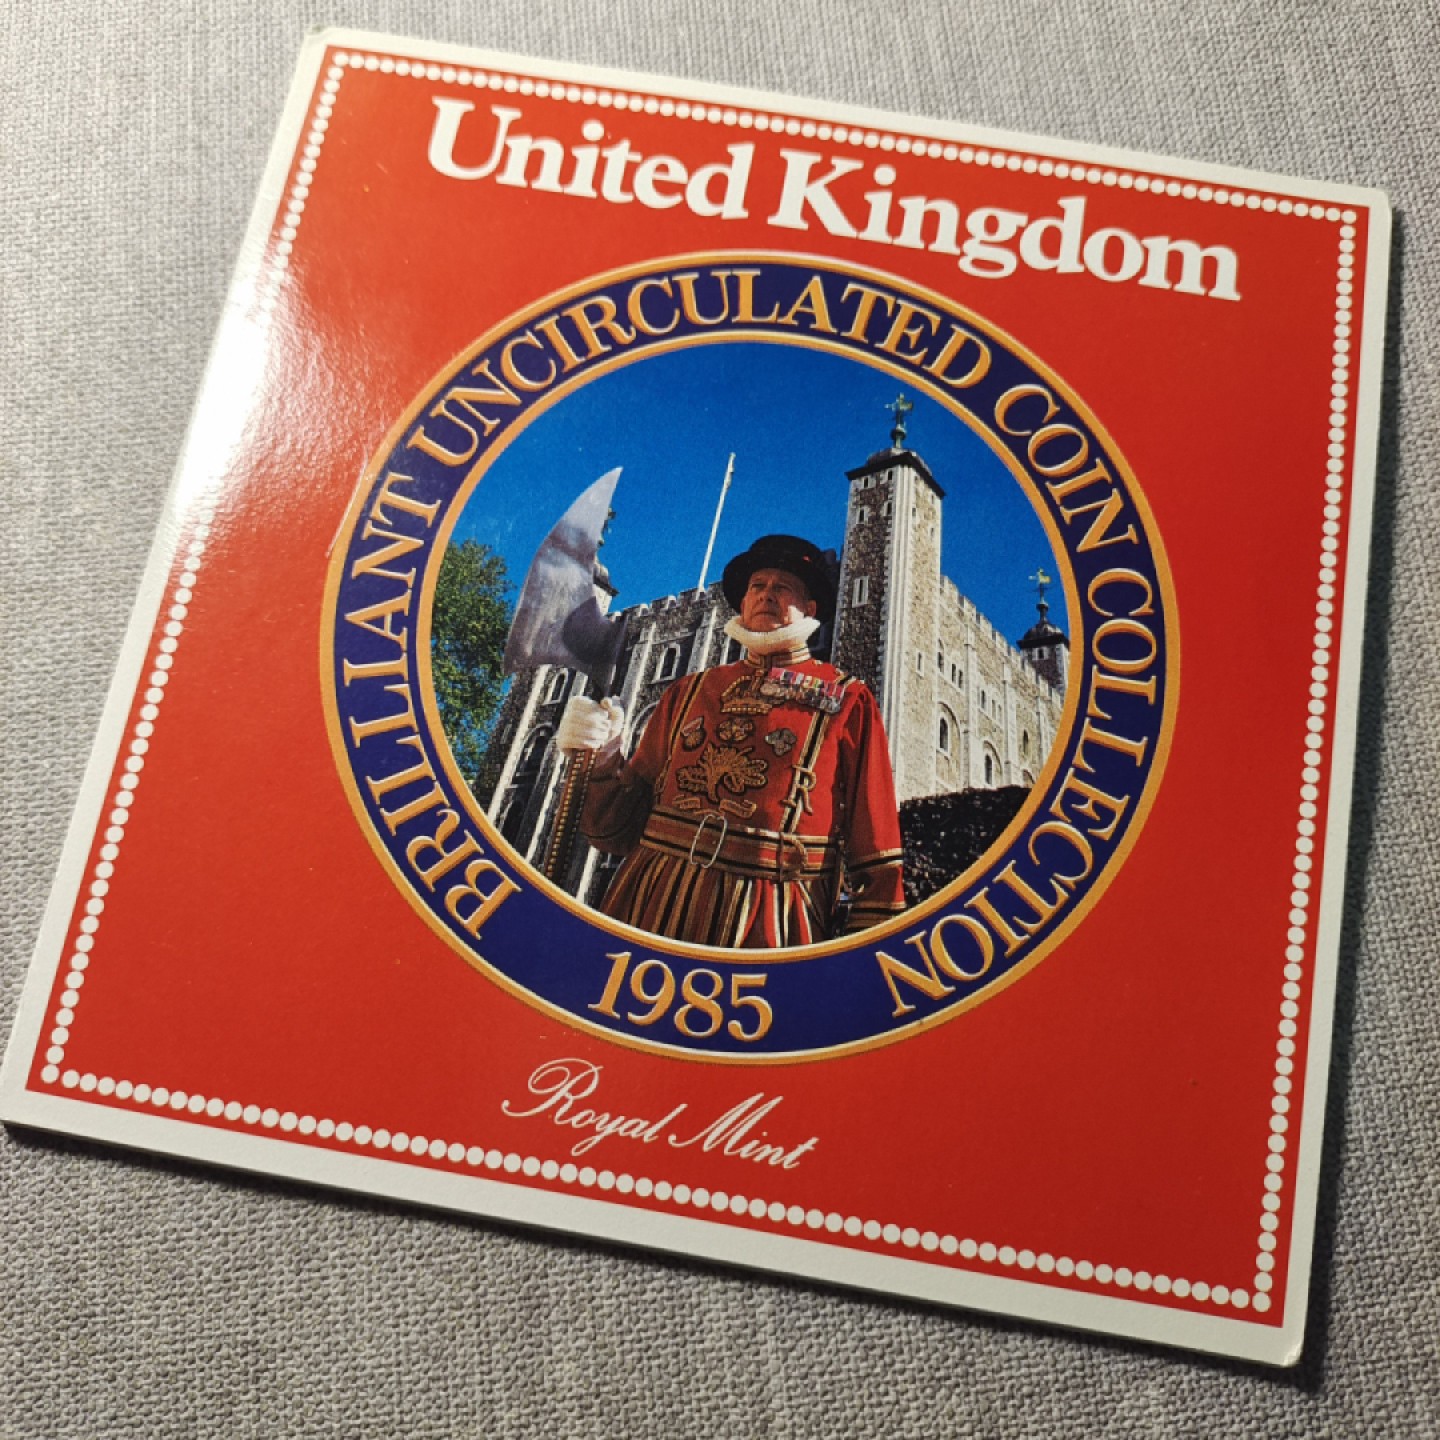 United Kingdom
BRILLIANT UNCIRCULATED COIN COLLECTION
1985
Royal Mint